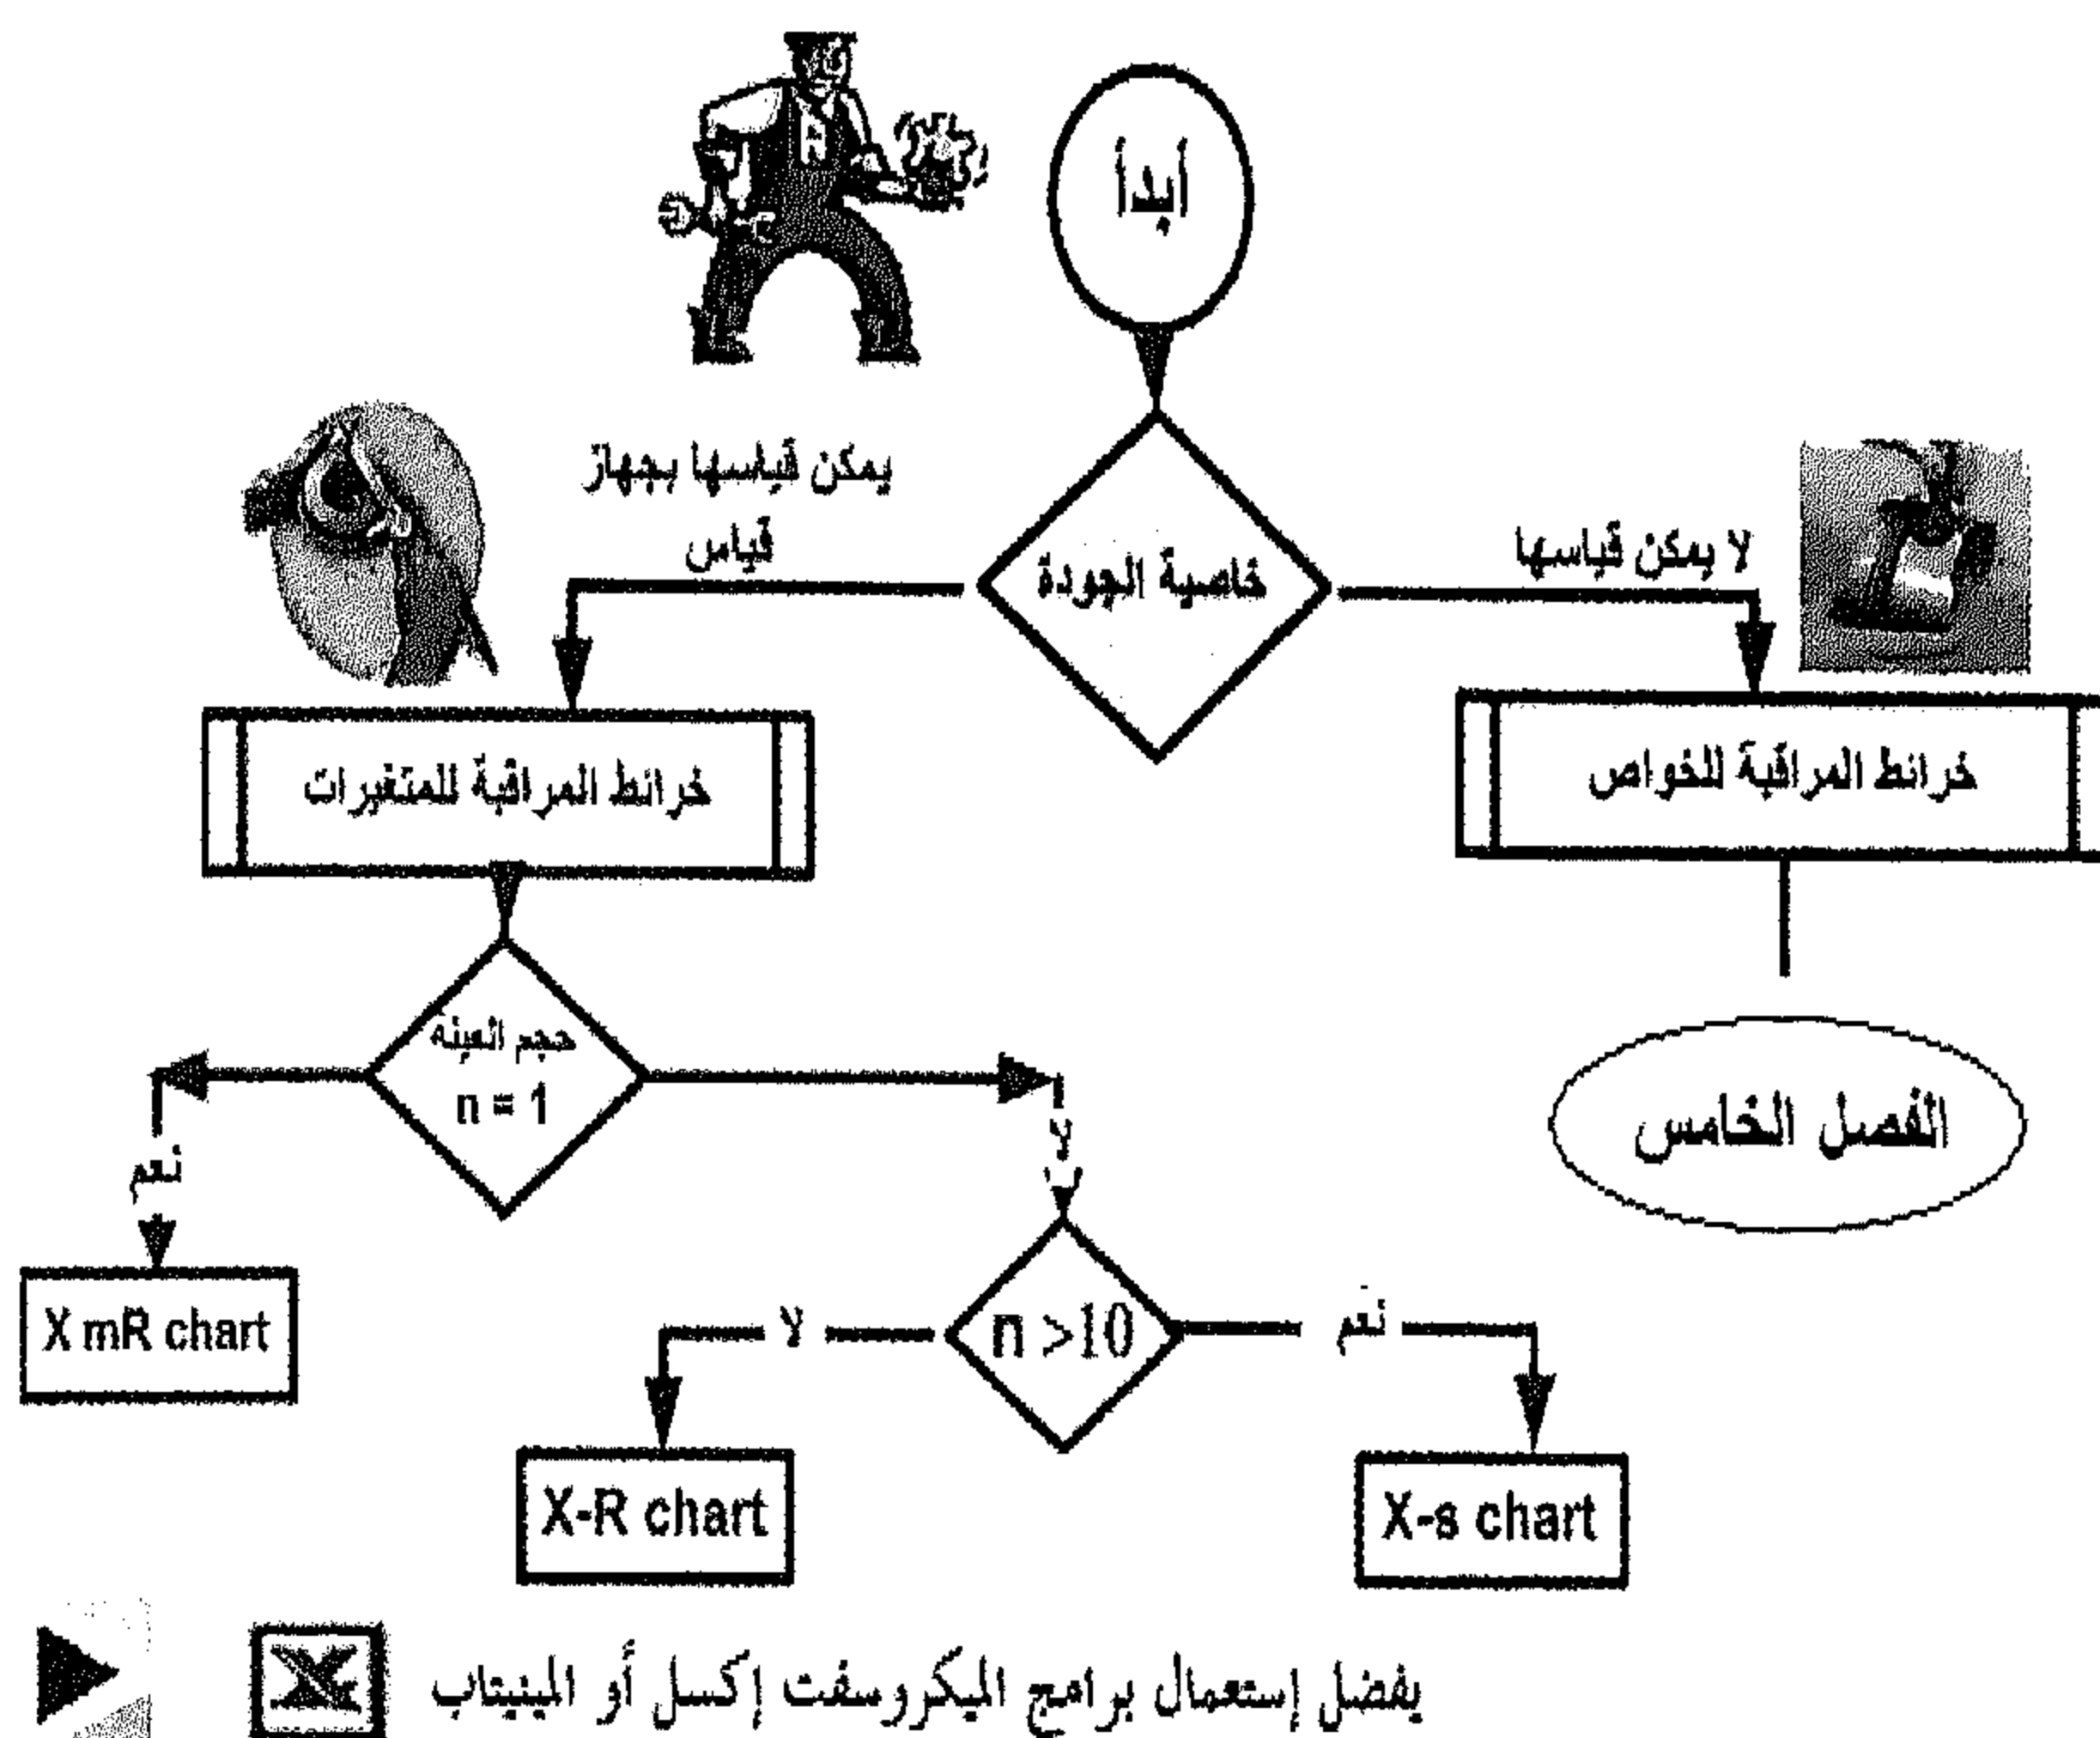 أبدأ
يمكن قياسها بجهاز
قياس
خاصية الجودة
لا يمكن قياسها
خرائط المراقبة للخواص
خرائط المراقبة للمتغيرات
حجم العينه
n = 1
لا
نعم
الفصل الخامس
X mR chart
n >10
لا
نعم
X-R chart
X-s chart
يفضل إستعمال برامج الميكروسفت إكسل أو المينيتاب